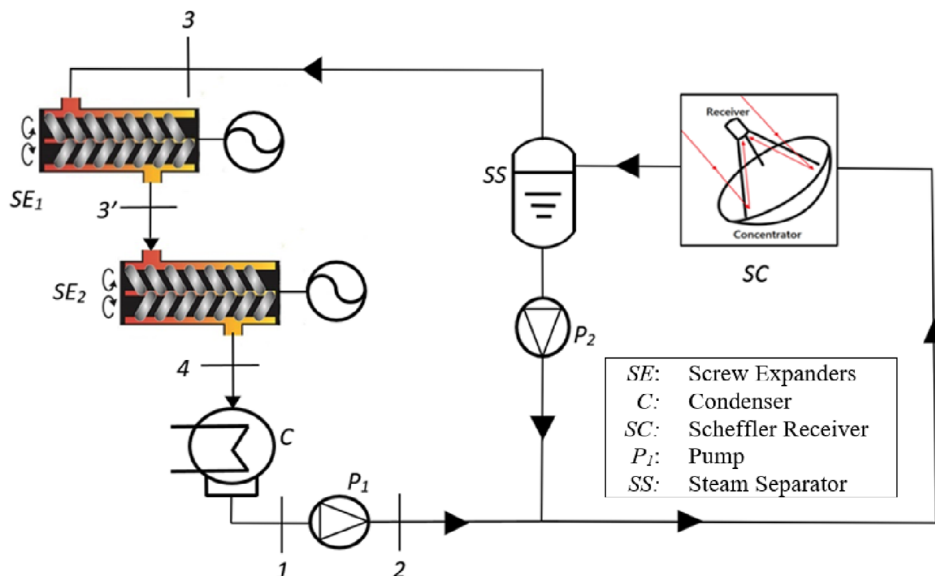 3
Receiver
SS
SE1
3'
Concentrator
SC
SE2
P2
4
SE: Screw Expanders
C: Condenser
SC: Scheffler Receiver
P1: Pump
SS: Steam Separator
C
P1
1
2